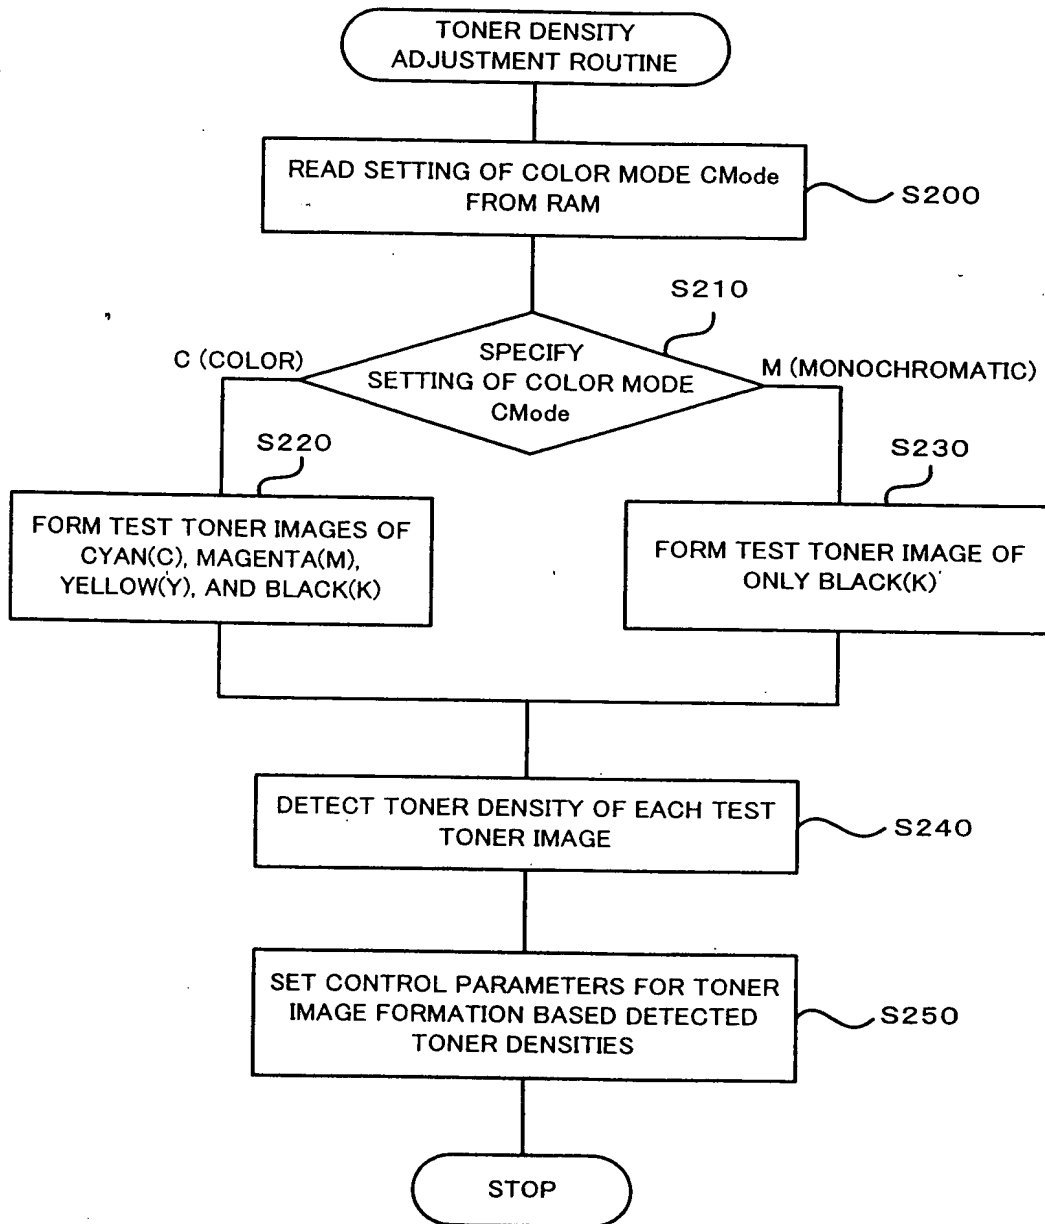 TONER DENSITY
ADJUSTMENT ROUTINE
READ SETTING OF COLOR MODE CMode
FROM RAM
S200
S210
C (COLOR)
SPECIFY
SETTING OF COLOR MODE
CMode
M (MONOCHROMATIC)
S220
S230
FORM TEST TONER IMAGES OF
CYAN(C), MAGENTA(M),
YELLOW(Y), AND BLACK(K)
FORM TEST TONER IMAGE OF
ONLY BLACK(K)
DETECT TONER DENSITY OF EACH TEST
TONER IMAGE
S240
SET CONTROL PARAMETERS FOR TONER
IMAGE FORMATION BASED DETECTED
TONER DENSITIES
S250
STOP